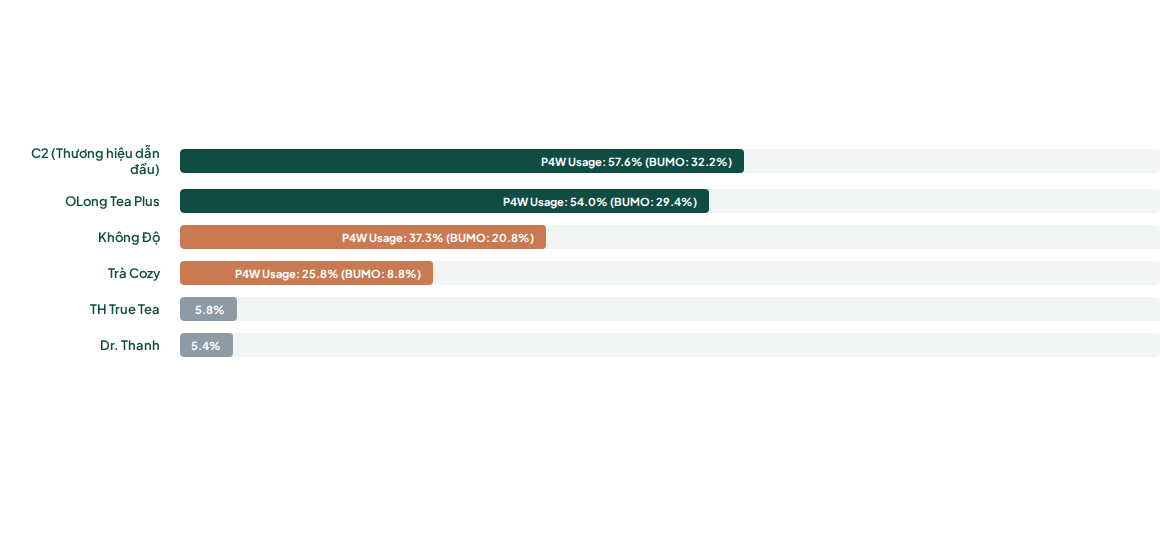 C2 (Thương hiệu dẫn
đầu)
P4W Usage: 57.6% (BUMO: 32.2%)
OLong Tea Plus
P4W Usage: 54.0% (BUMO: 29.4%)
Không Độ
P4W Usage: 37.3% (BUMO: 20.8%)
Trà Cozy
P4W Usage: 25.8% (BUMO: 8.8%)
TH True Tea
5.8%
Dr. Thanh
5.4%